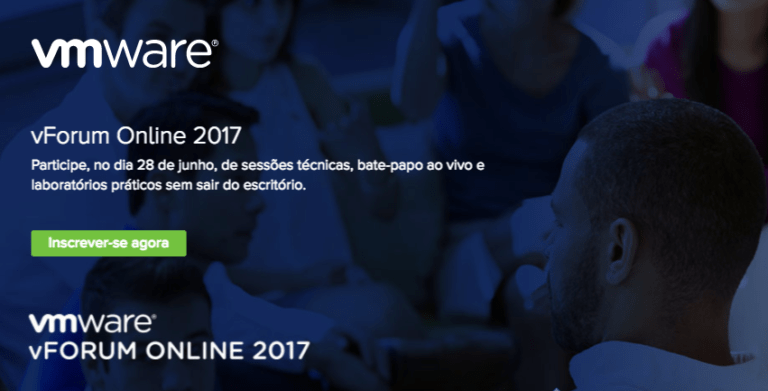 vmware®
vForum Online 2017
Participe, no dia 28 de junho, de sessões técnicas, bate-papo ao vivo e
laboratórios práticos sem sair do escritório.
Inscrever-se agora
vmware®
vFORUM ONLINE 2017